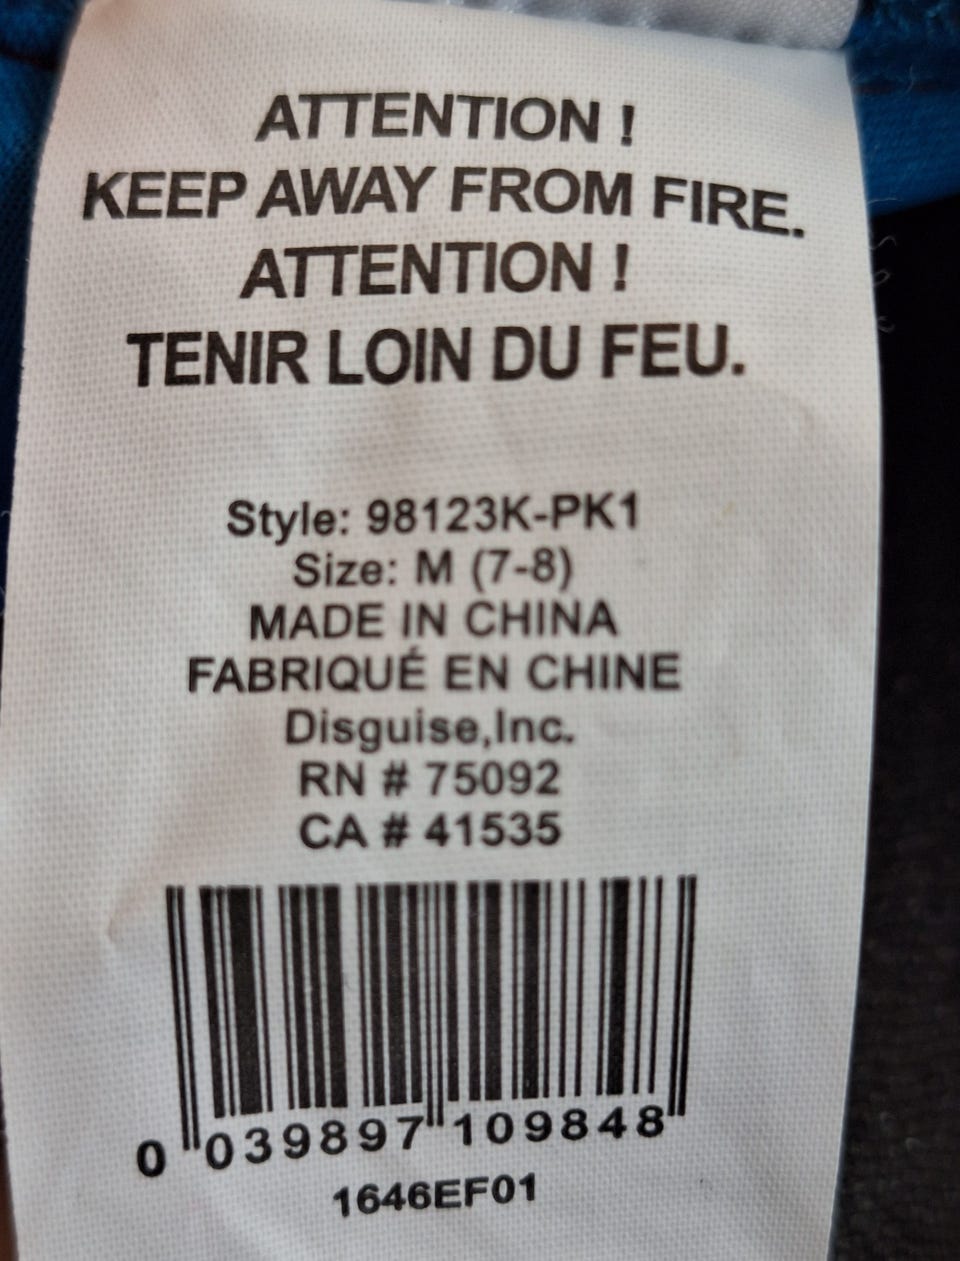 ATTENTION !
KEEP AWAY FROM FIRE.
ATTENTION !
TENIR LOIN DU FEU.
Style: 98123K-PK1
Size: M (7-8)
MADE IN CHINA
FABRIQUÉ EN CHINE
Disguise,Inc.
RN # 75092
CA # 41535
0 039897 109848
1646EF01